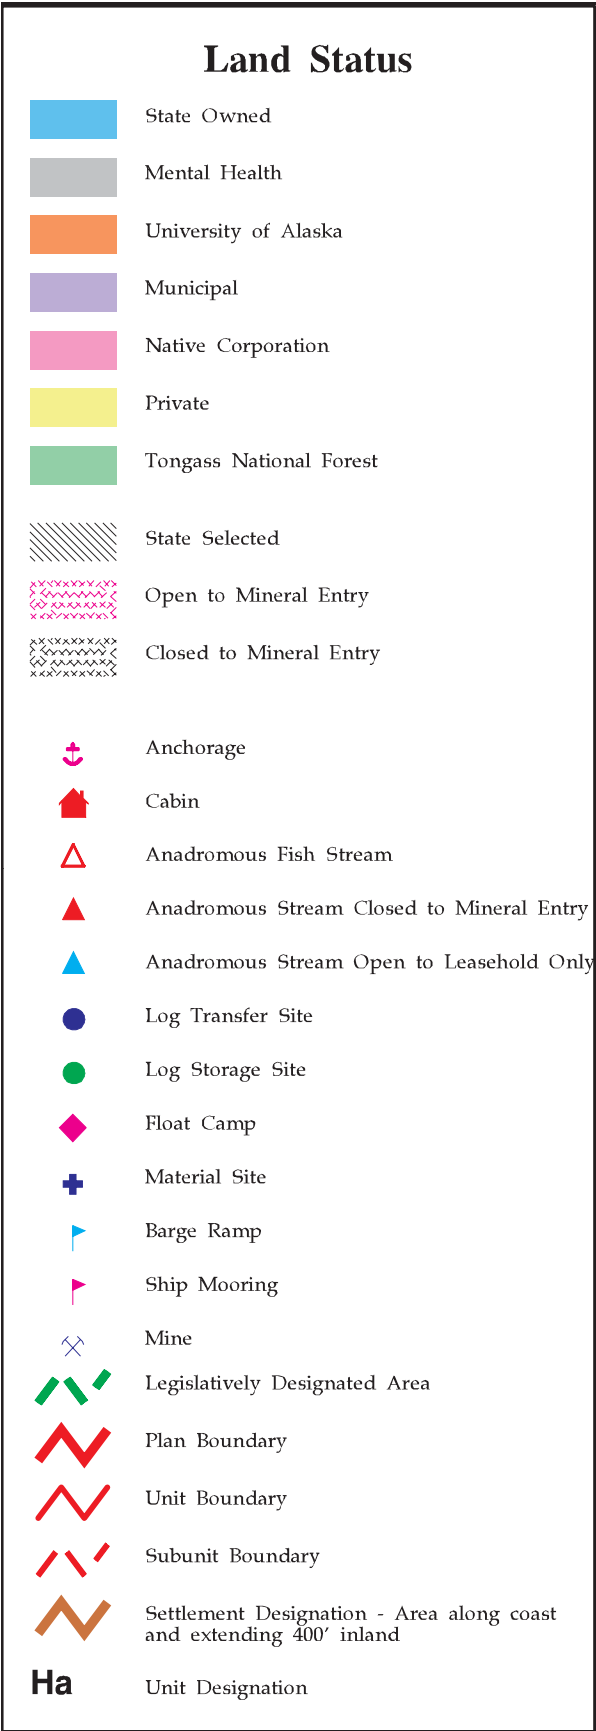 Land Status
State Owned
Mental Health
University of Alaska
Municipal
Native Corporation
Private
Tongass National Forest
State Selected
Open to Mineral Entry
Closed to Mineral Entry
Anchorage
Cabin
Anadromous Fish Stream
Anadromous Stream Closed to Mineral Entry
Anadromous Stream Open to Leasehold Only
Log Transfer Site
Log Storage Site
Float Camp
Material Site
Barge Ramp
Ship Mooring
Mine
Legislatively Designated Area
Plan Boundary
Unit Boundary
Subunit Boundary
Settlement Designation - Area along coast
and extending 400' inland
Ha Unit Designation